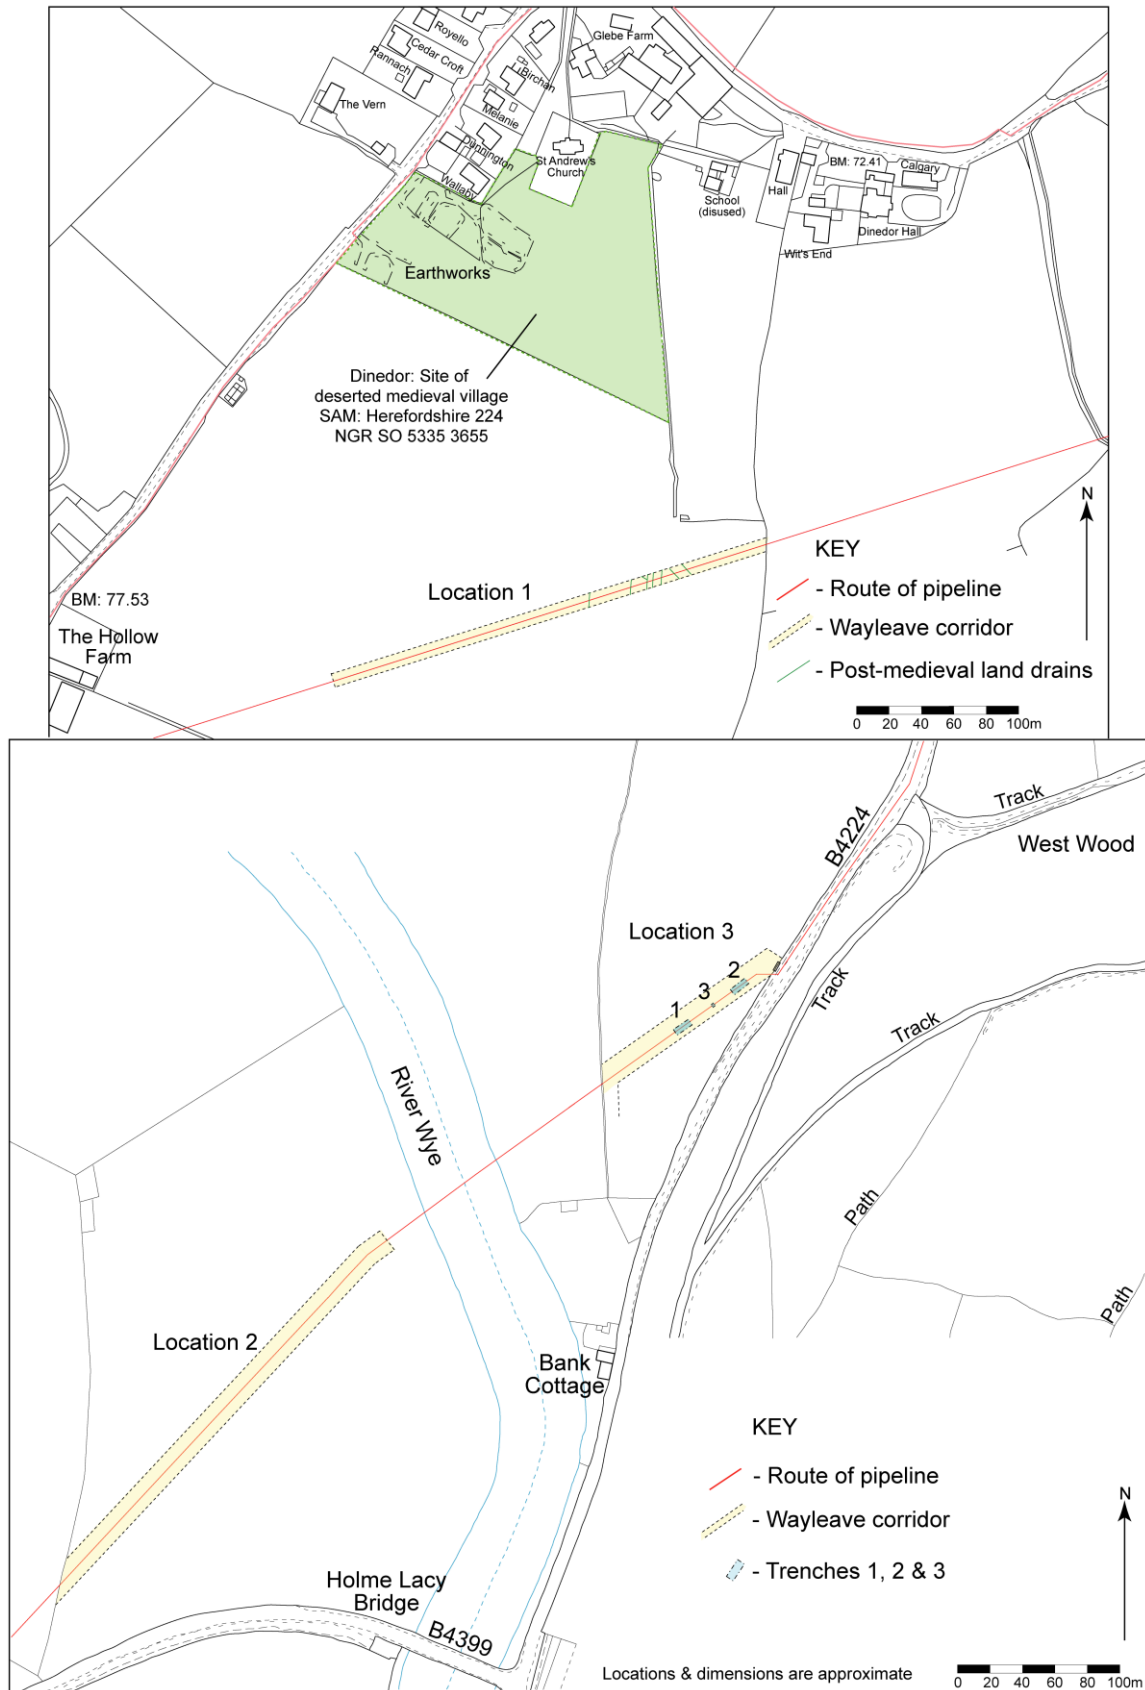 Royello
Cedar Croft
Rannach
The Vern
Glebe Farm
Birchan
Melanie
Dunnington
Wallaby
St Andrew's
Church
School
(disused)
Hall
BM: 72.41
Calgary
Dinedor Hall
Wit's End
Earthworks
Dinedor: Site of
deserted medieval village
SAM: Herefordshire 224
NGR SO 5335 3655
BM: 77.53
The Hollow
Farm
Location 1
N
KEY
- Route of pipeline
- Wayleave corridor
- Post-medieval land drains
0 20 40 60 80 100m
Track
West Wood
B4224
Location 3
2
3
1
Track
Track
River Wye
Path
Path
Location 2
Bank
Cottage
Holme Lacy
Bridge
B4399
KEY
- Route of pipeline
- Wayleave corridor
- Trenches 1, 2 & 3
N
Locations & dimensions are approximate
0 20 40 60 80 100m